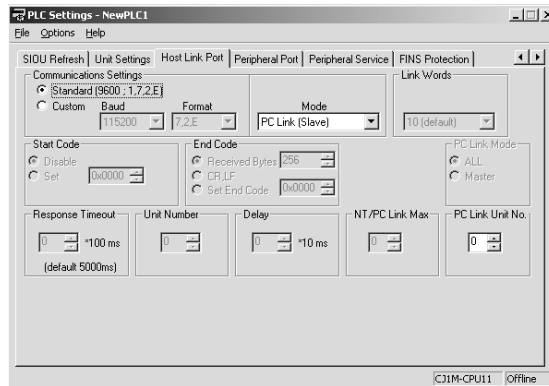 PLC Settings - NewPLC1
File Options Help
SIOU Refresh Unit Settings Host Link Port Peripheral Port Peripheral Service FINS Protection
Communications Settings Link Words
Standard (9600 ; 1,7,2,E)
Custom Baud Format Mode
115200 7,2,E PC Link (Slave) 10 (default)
Start Code End Code PC Link Mode
Disable Received Bytes 256 ALL
Set 0x0000 CR,LF Master
Set End Code 0x0000
Response Timeout Unit Number Delay NT/PC Link Max PC Link Unit No.
0 *100 ms 0 0 *10 ms 0 0
(default 5000ms)
CJ1M-CPU11 Offline